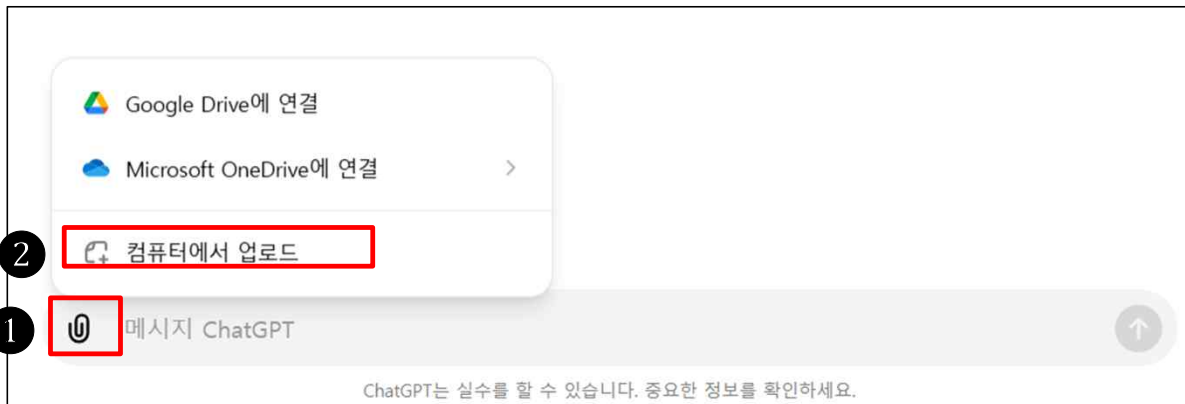 Google Drive에 연결
Microsoft OneDrive에 연결
2 컴퓨터에서 업로드
1 메시지 ChatGPT
ChatGPT는 실수를 할 수 있습니다. 중요한 정보를 확인하세요.